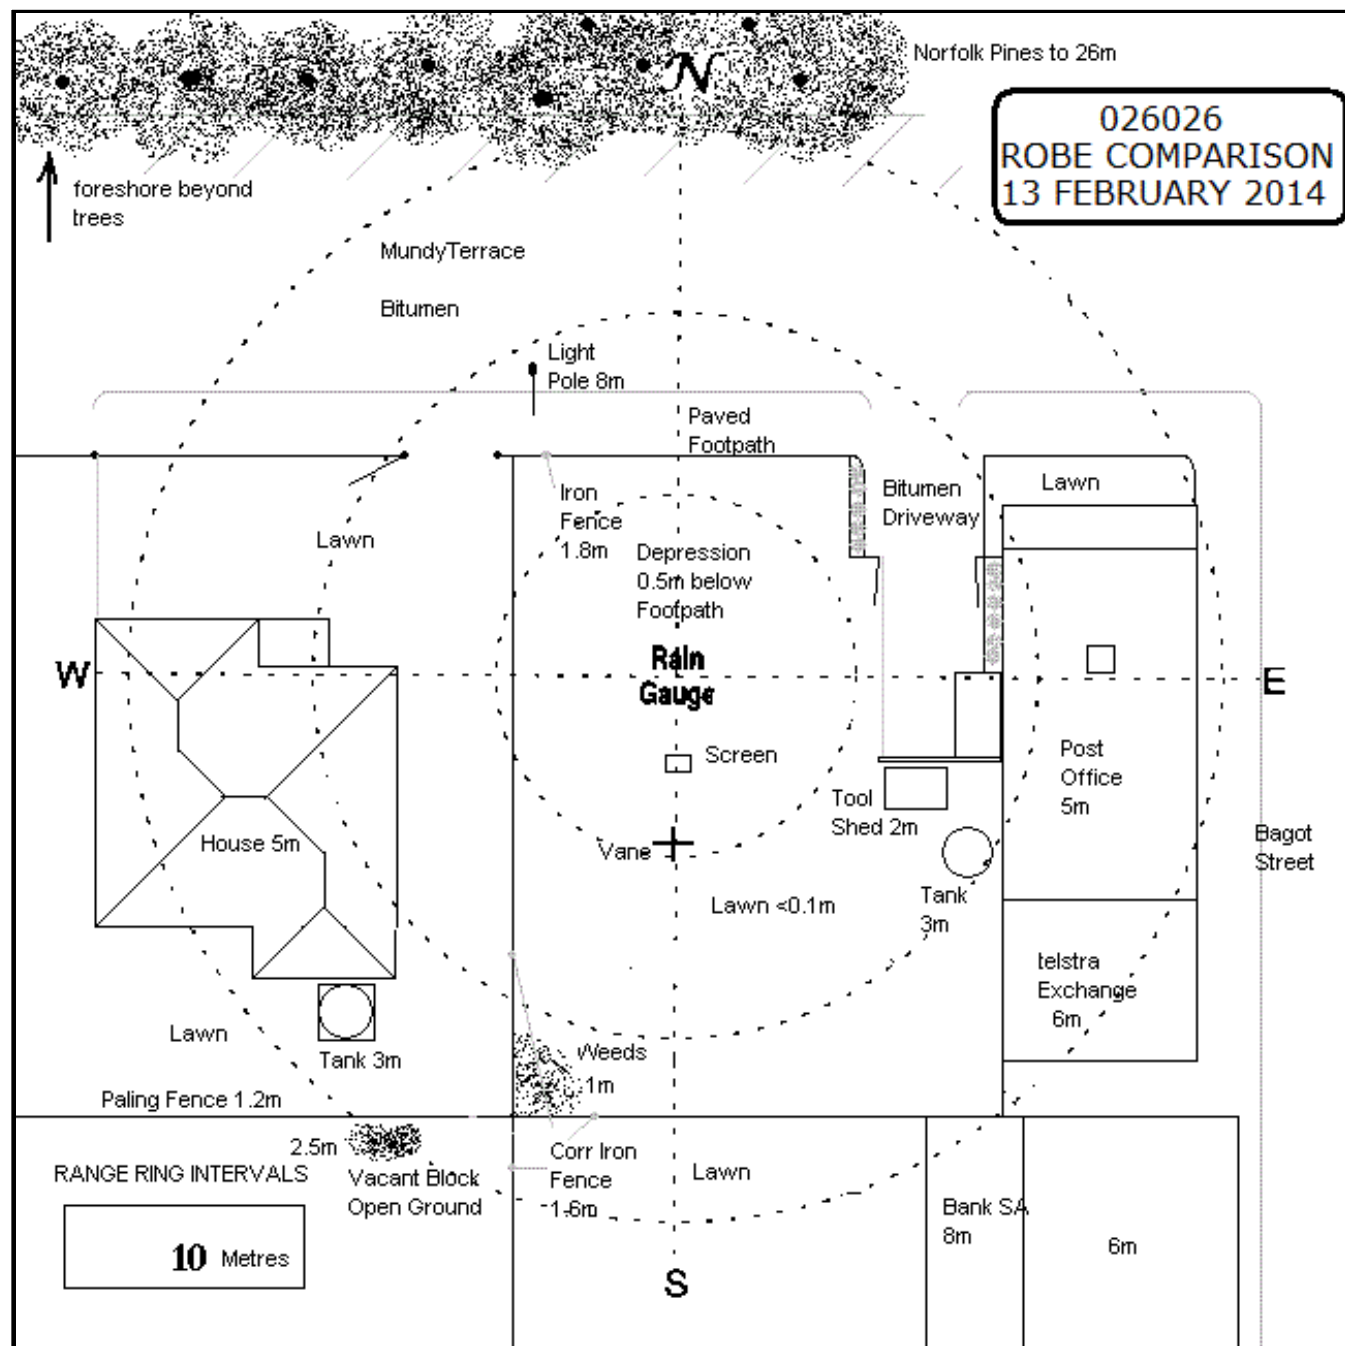 N
Norfolk Pines to 26m
026026
ROBE COMPARISON
13 FEBRUARY 2014
foreshore beyond
trees
MundyTerrace
Bitumen
Light
Pole 8m
Paved
Footpath
Iron
Fence
1.8m
Bitumen
Driveway
Lawn
Lawn
Depression
0.5m below
Footpath
W
Rain
Gauge
E
Screen
Post
Office
5m
Tool
Shed 2m
House 5m
Vane
Bagot
Street
Lawn <0.1m
Tank
3m
telstra
Exchange
6m
Lawn
Tank 3m
Weeds
1m
Paling Fence 1.2m
2.5m
Vacant Block
Open Ground
Corr Iron
Fence
1.6m
Lawn
RANGE RING INTERVALS
10 Metres
Bank SA
8m
6m
S